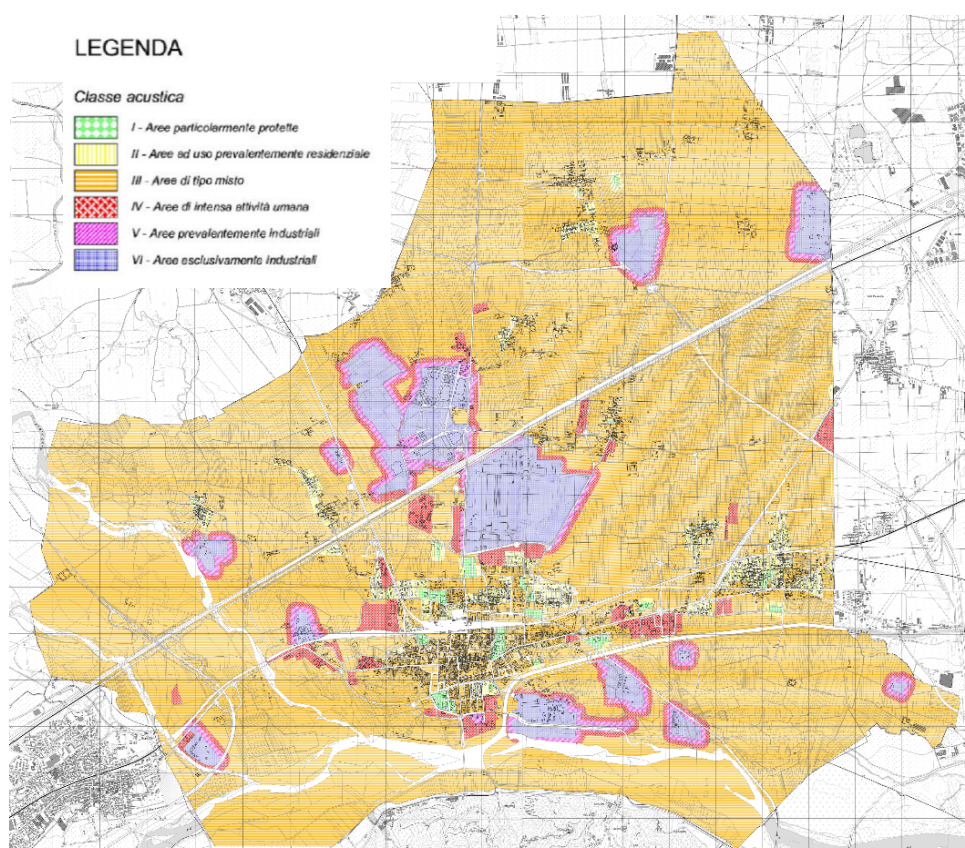 LEGENDA
Classe acustica
I - Aree particolarmente protette
II - Aree ad uso prevalentemente residenziale
III - Aree di tipo misto
IV - Aree di intensa attività umana
V - Aree prevalentemente industriali
VI - Aree esclusivamente industriali